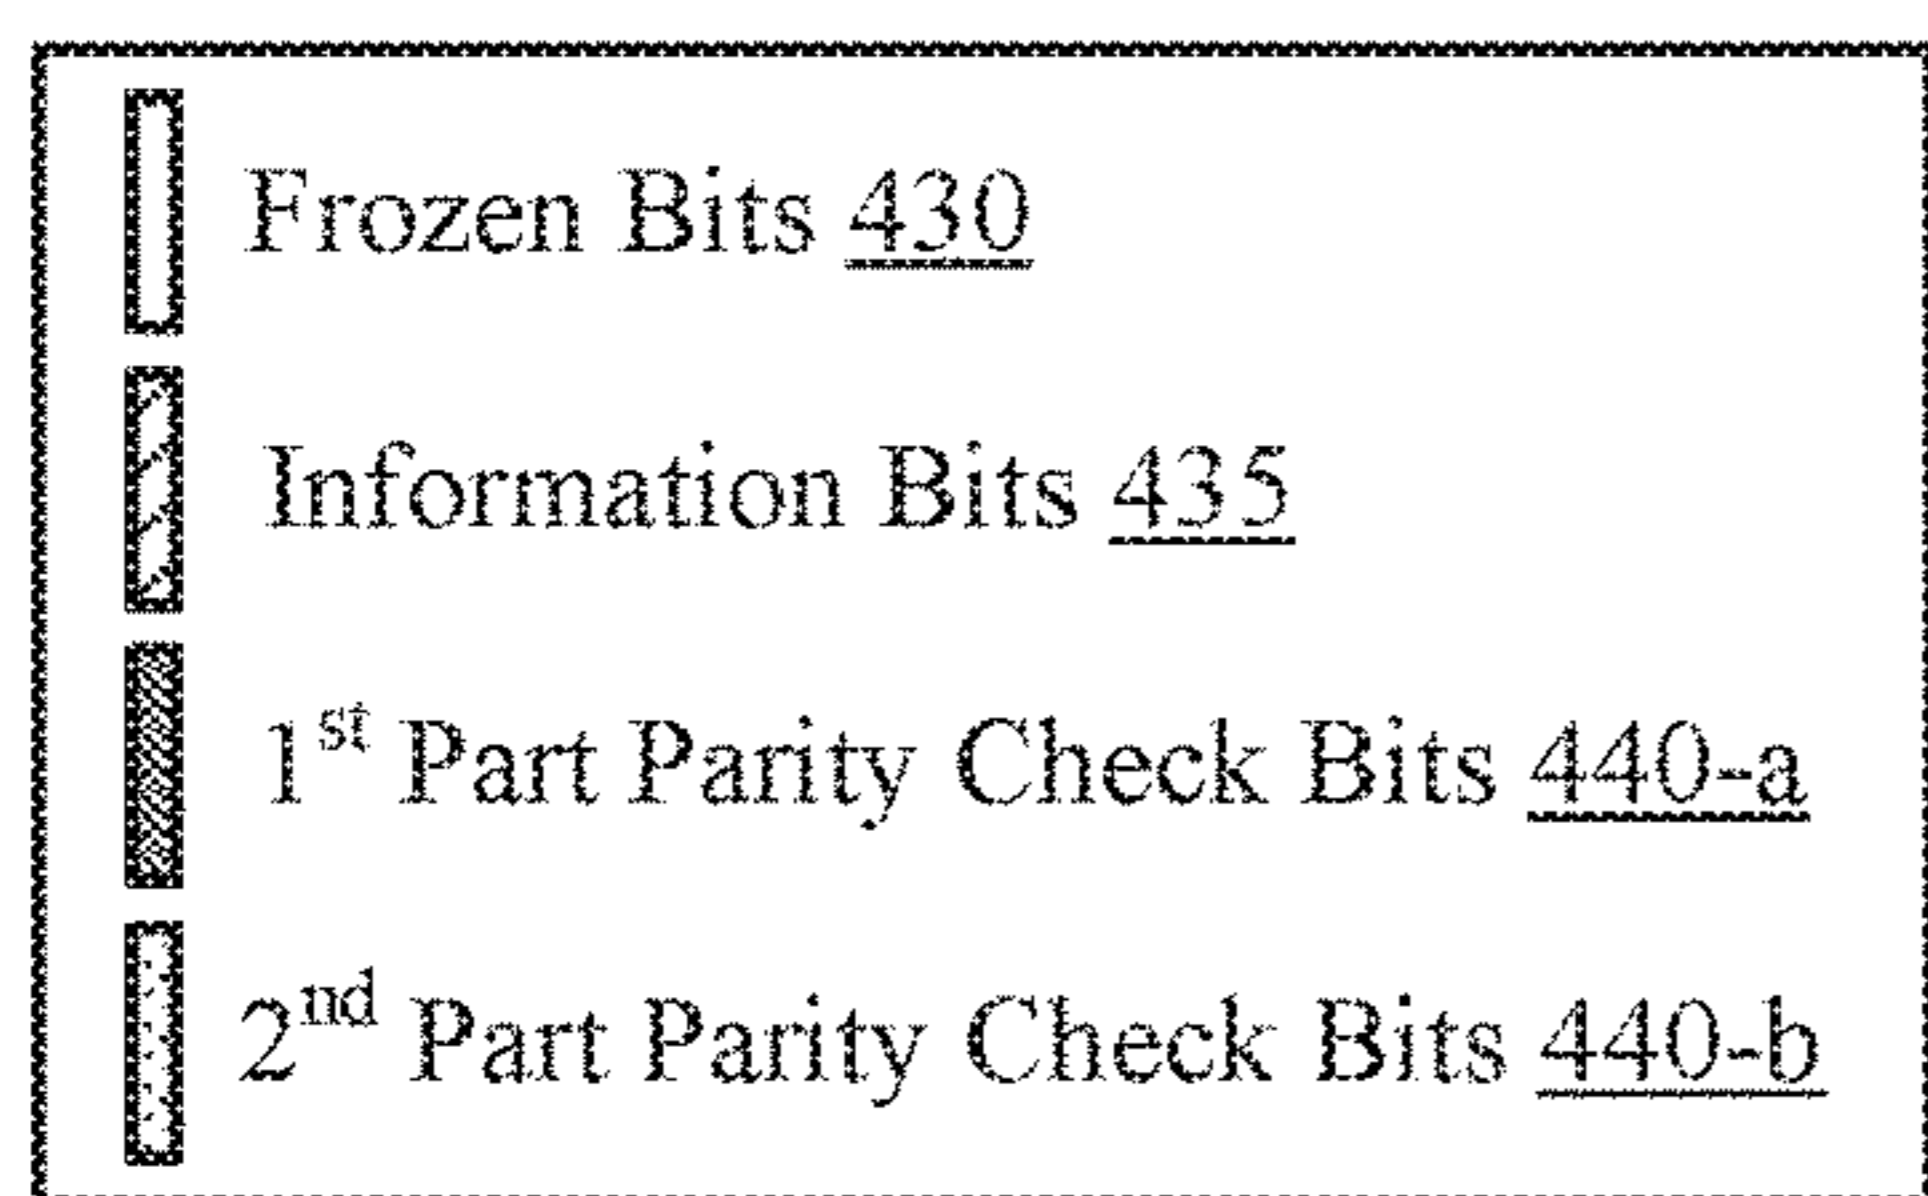 Frozen Bits 430
Information Bits 435
1st Part Parity Check Bits 440-a
2nd Part Parity Check Bits 440-b